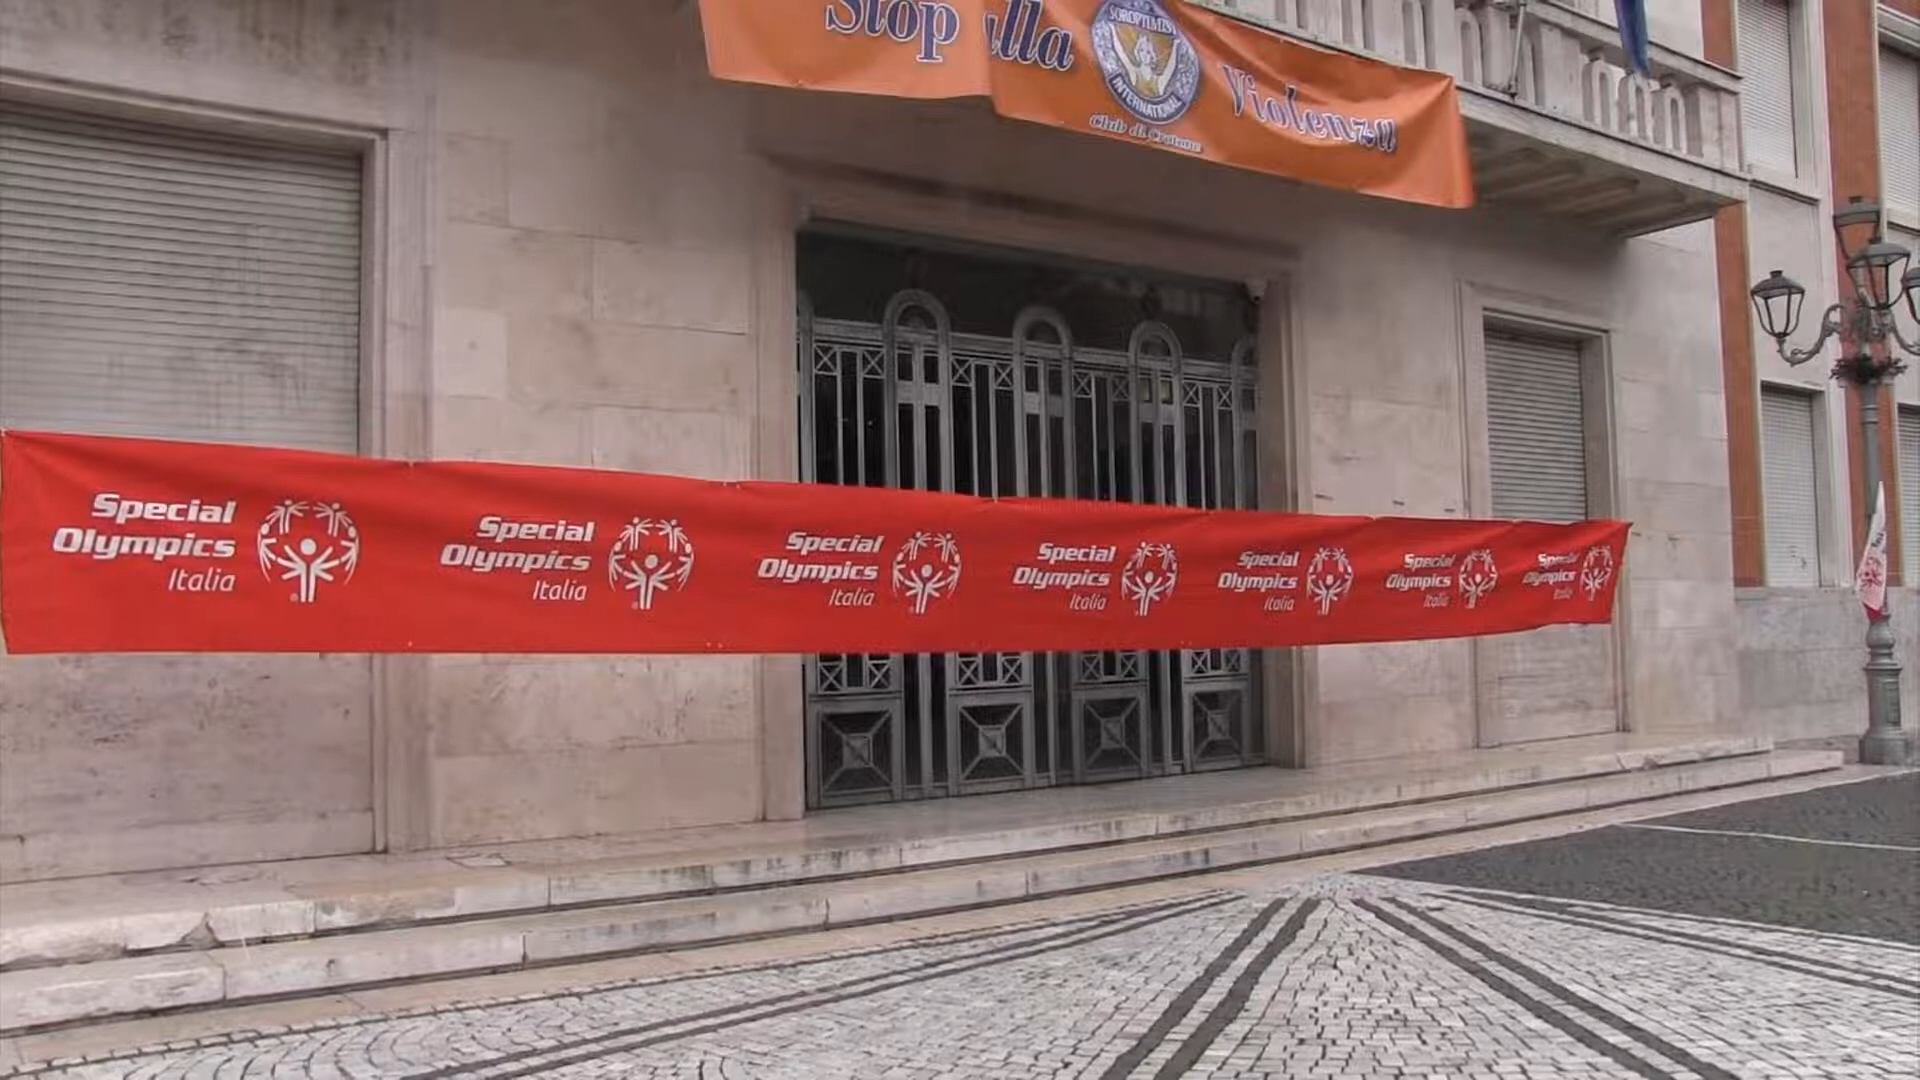 Stop alla Violenza
SOROPTIMIST
INTERNATIONAL
Club di Crotone
Special
Olympics
Italia
Special
Olympics
Italia
Special
Olympics
Italia
Special
Olympics
Italia
Special
Olympics
Italia
Special
Olympics
Italia
Special
Olympics
Italia